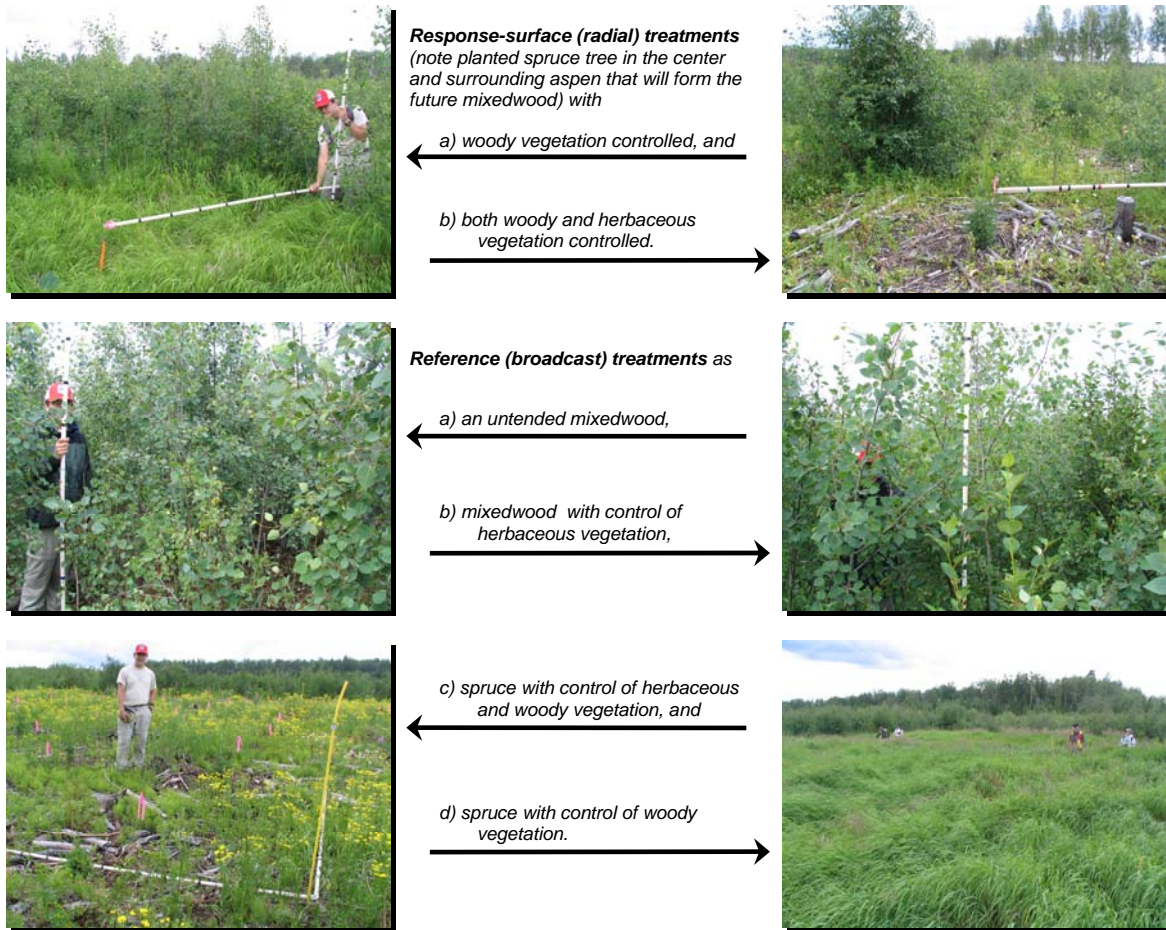 Response-surface (radial) treatments
(note planted spruce tree in the center
and surrounding aspen that will form the
future mixedwood) with
a) woody vegetation controlled, and
b) both woody and herbaceous
vegetation controlled.
Reference (broadcast) treatments as
a) an untended mixedwood,
b) mixedwood with control of
herbaceous vegetation,
c) spruce with control of herbaceous
and woody vegetation, and
d) spruce with control of woody
vegetation.